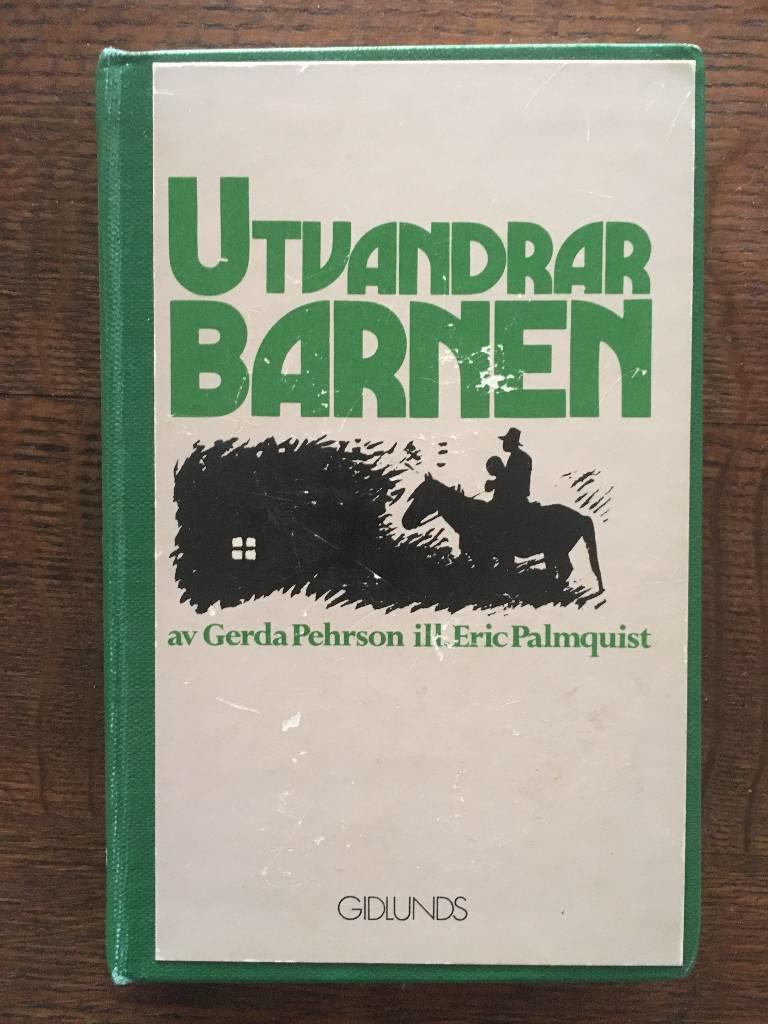 UTVANDRAR
BARNEN
av Gerda Pehrson ill Eric Palmquist
GIDLUNDS